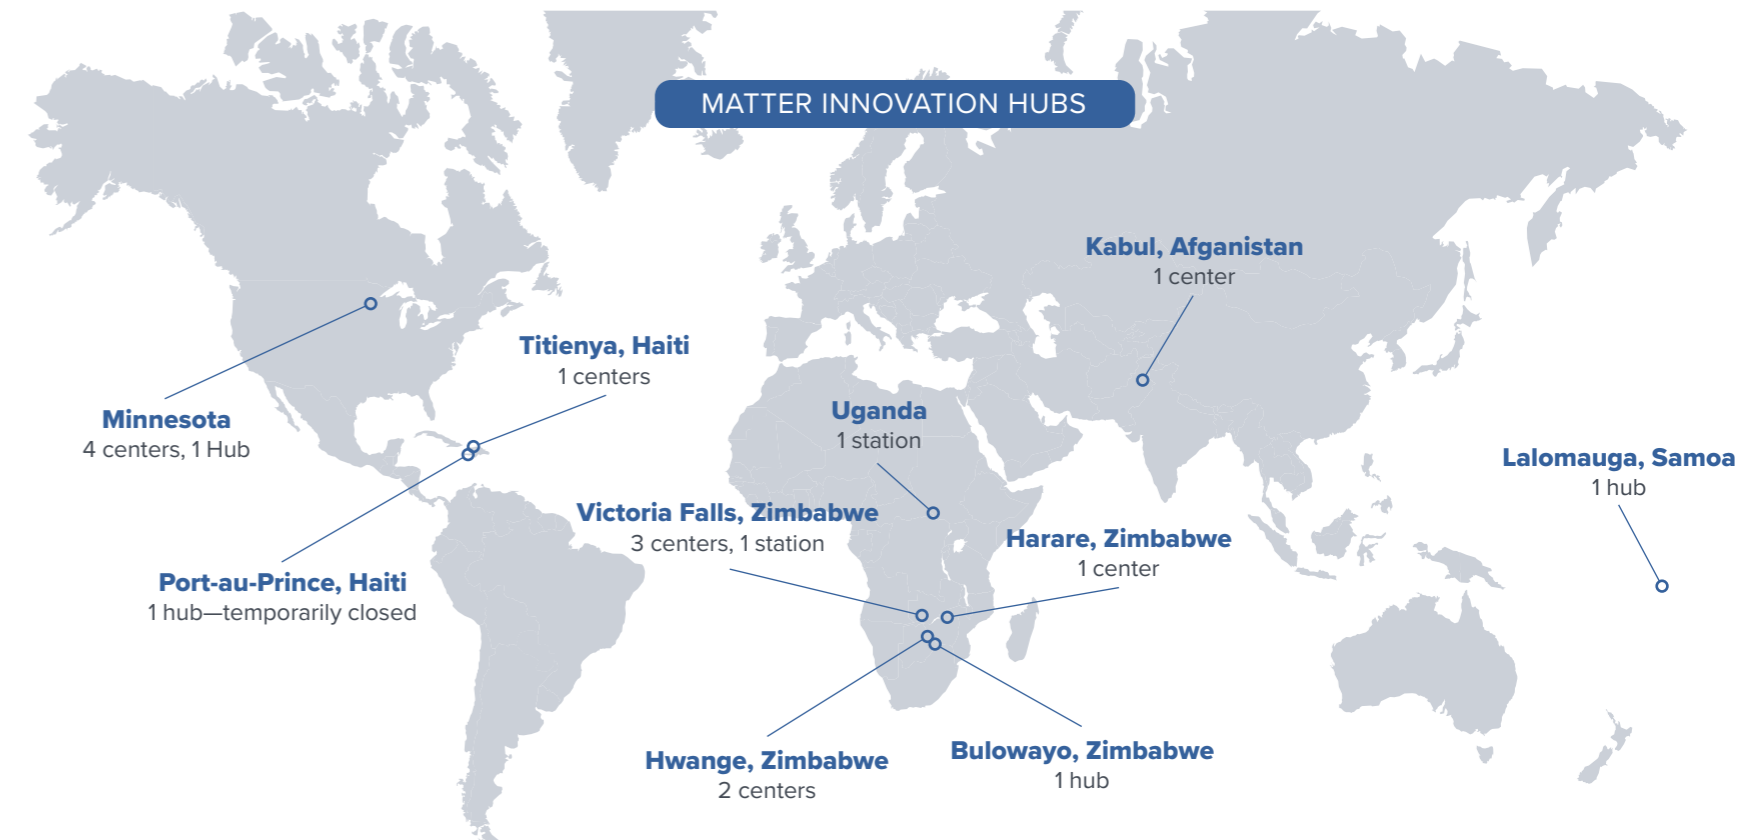 MATTER INNOVATION HUBS
Kabul, Afganistan
1 center
Titienya, Haiti
1 centers
Minnesota
4 centers, 1 Hub
Uganda
1 station
Lalomauga, Samoa
1 hub
Victoria Falls, Zimbabwe
3 centers, 1 station
Harare, Zimbabwe
1 center
Port-au-Prince, Haiti
1 hub—temporarily closed
Hwange, Zimbabwe
2 centers
Bulowayo, Zimbabwe
1 hub